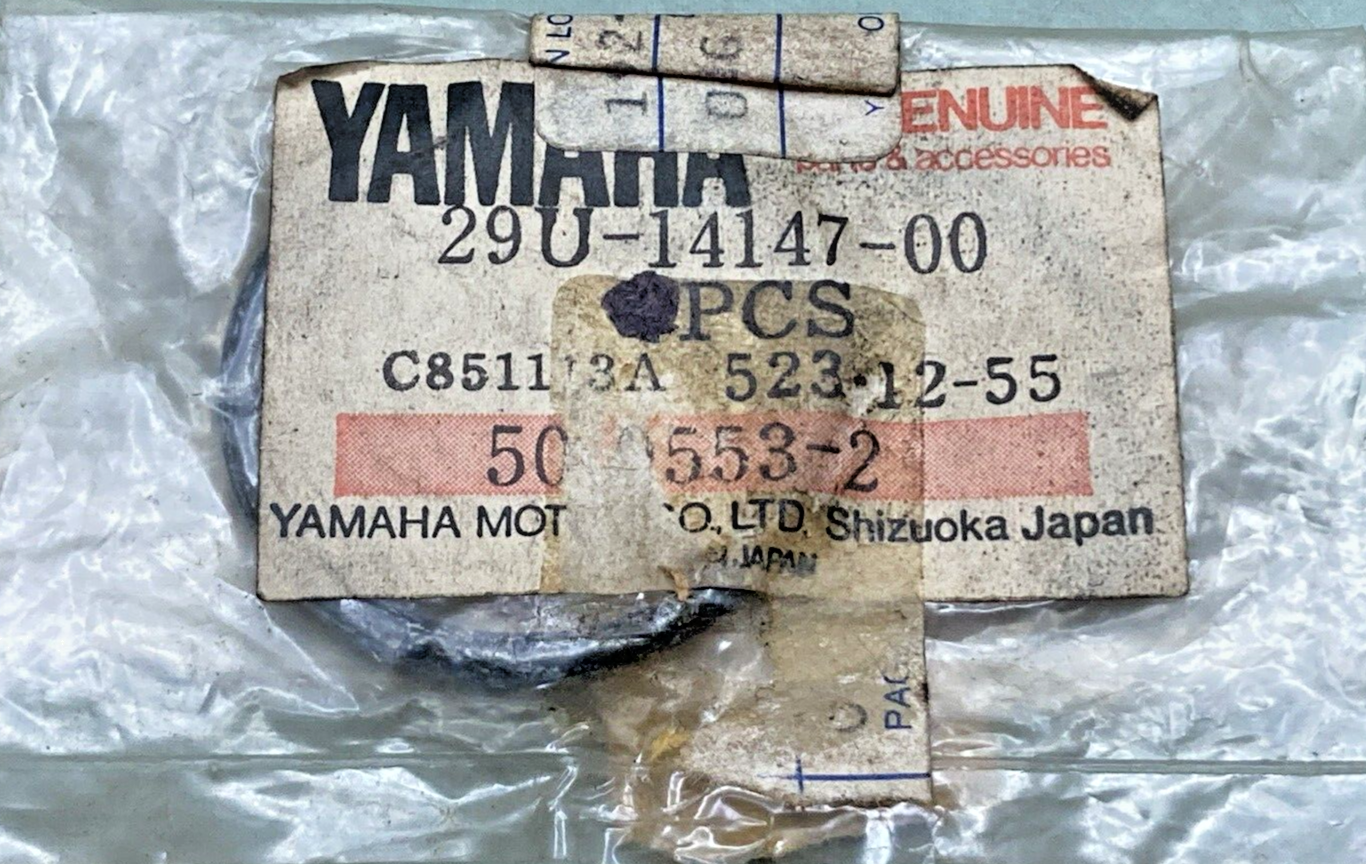 YAMAHA
ENUINE
parts & accessories
29U-14147-00
PCS
523-12-55
553-2
YAMAHA MOT O., LTD. Shizuoka Japan
JAPAN